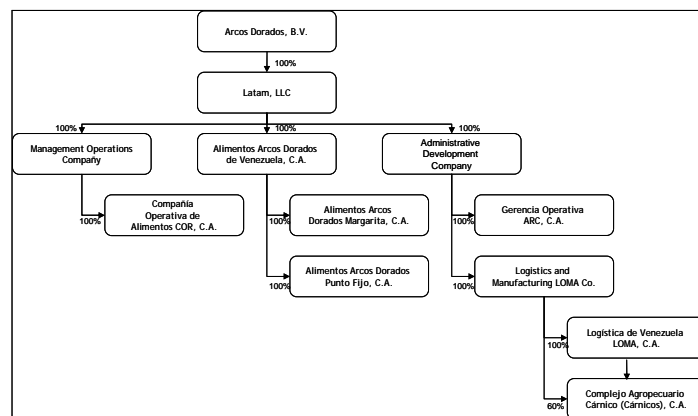 Arcos Dorados, B.V.
100%
Latam, LLC
100%
100%
100%
Management Operations
Company
Alimentos Arcos Dorados
de Venezuela, C.A.
Administrative
Development
Company
Compañía
Operativa de
Alimentos COR, C.A.
100%
Alimentos Arcos
Dorados Margarita, C.A.
100%
Gerencia Operativa
ARC, C.A.
100%
Alimentos Arcos Dorados
Punto Fijo, C.A.
100%
Logistics and
Manufacturing LOMA Co.
100%
Logística de Venezuela
LOMA, C.A.
100%
Complejo Agropecuario
Cárnico (Cárnicos), C.A.
60%